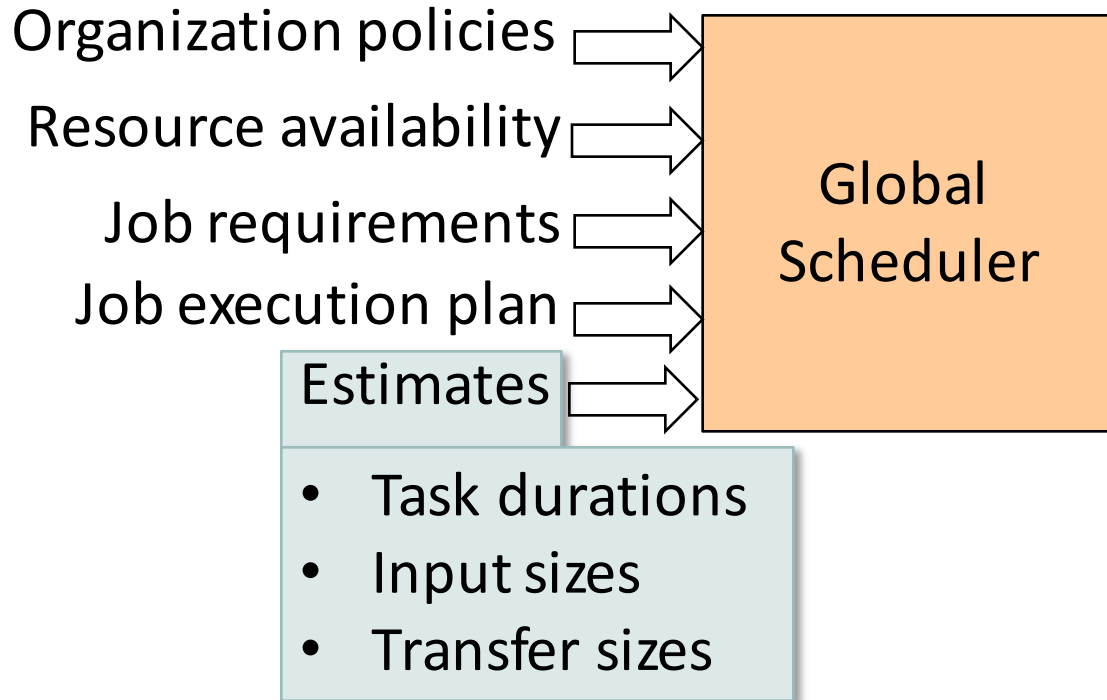 Organization policies
Resource availability
Job requirements
Job execution plan
Estimates
• Task durations
• Input sizes
• Transfer sizes
Global
Scheduler